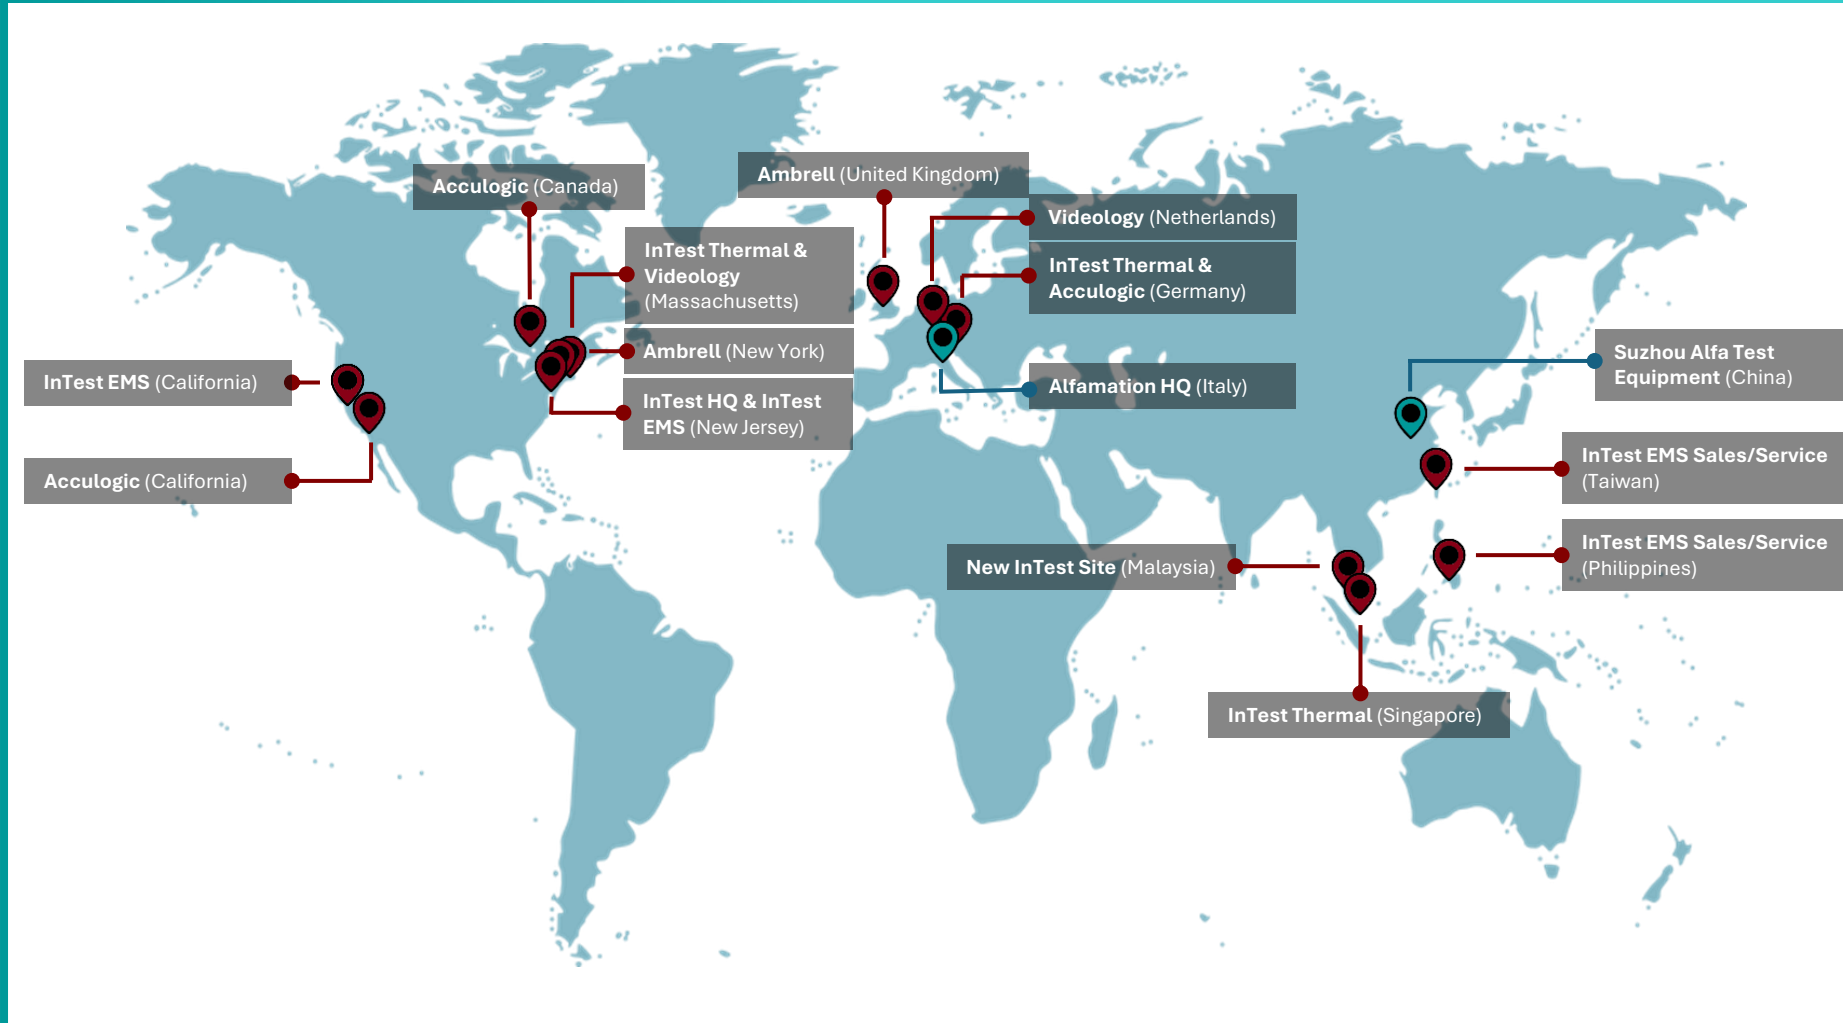 Acculogic (Canada)
Ambrell (United Kingdom)
Videology (Netherlands)
InTest Thermal &
Videology
(Massachusetts)
InTest Thermal &
Acculogic (Germany)
Ambrell (New York)
Suzhou Alfa Test
Equipment (China)
InTest EMS (California)
Alfamation HQ (Italy)
InTest HQ & InTest
EMS (New Jersey)
Acculogic (California)
InTest EMS Sales/Service
(Taiwan)
InTest EMS Sales/Service
(Philippines)
New InTest Site (Malaysia)
InTest Thermal (Singapore)